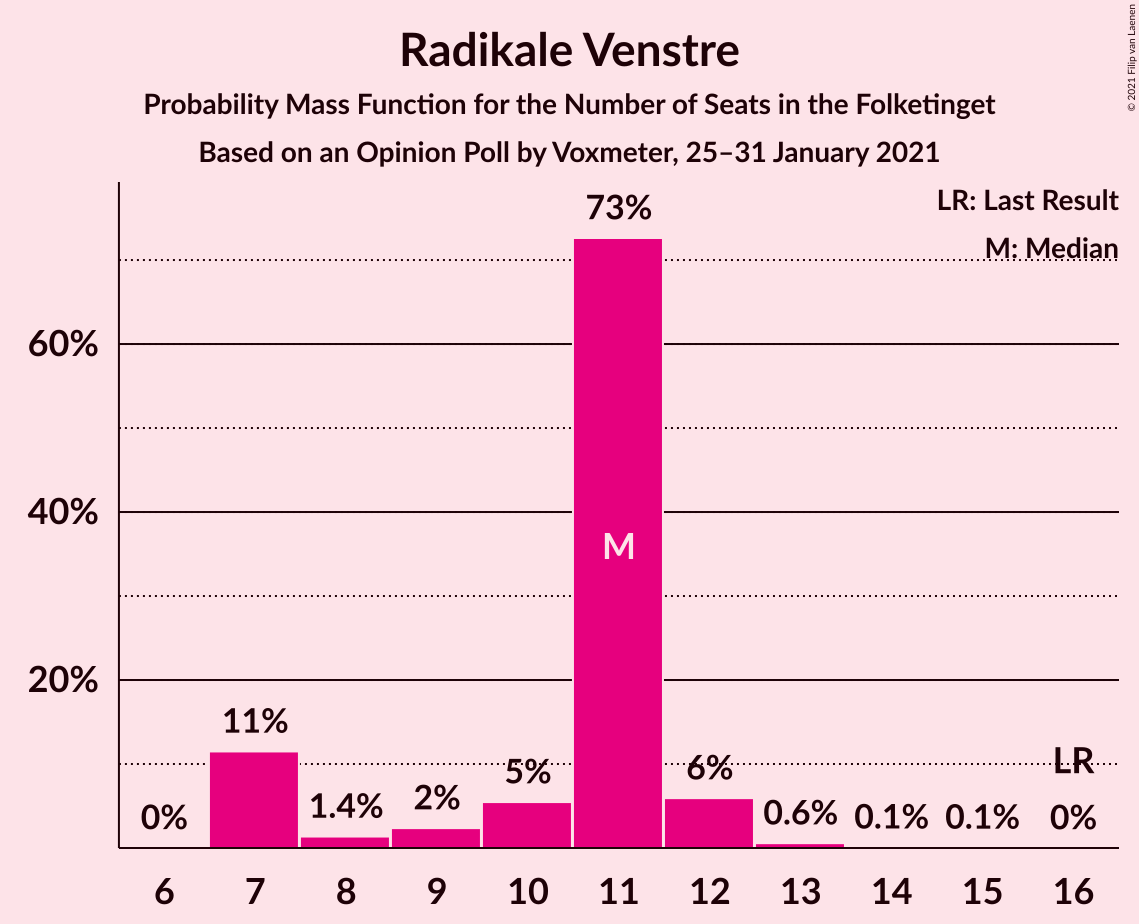 Radikale Venstre
Probability Mass Function for the Number of Seats in the Folketinget
Based on an Opinion Poll by Voxmeter, 25–31 January 2021
© 2021 Filip van Laenen
LR: Last Result
M: Median
60%
40%
20%
0%
11%
1.4%
2%
5%
73%
M
6%
0.6%
0.1%
0.1%
LR
0%
6 7 8 9 10 11 12 13 14 15 16